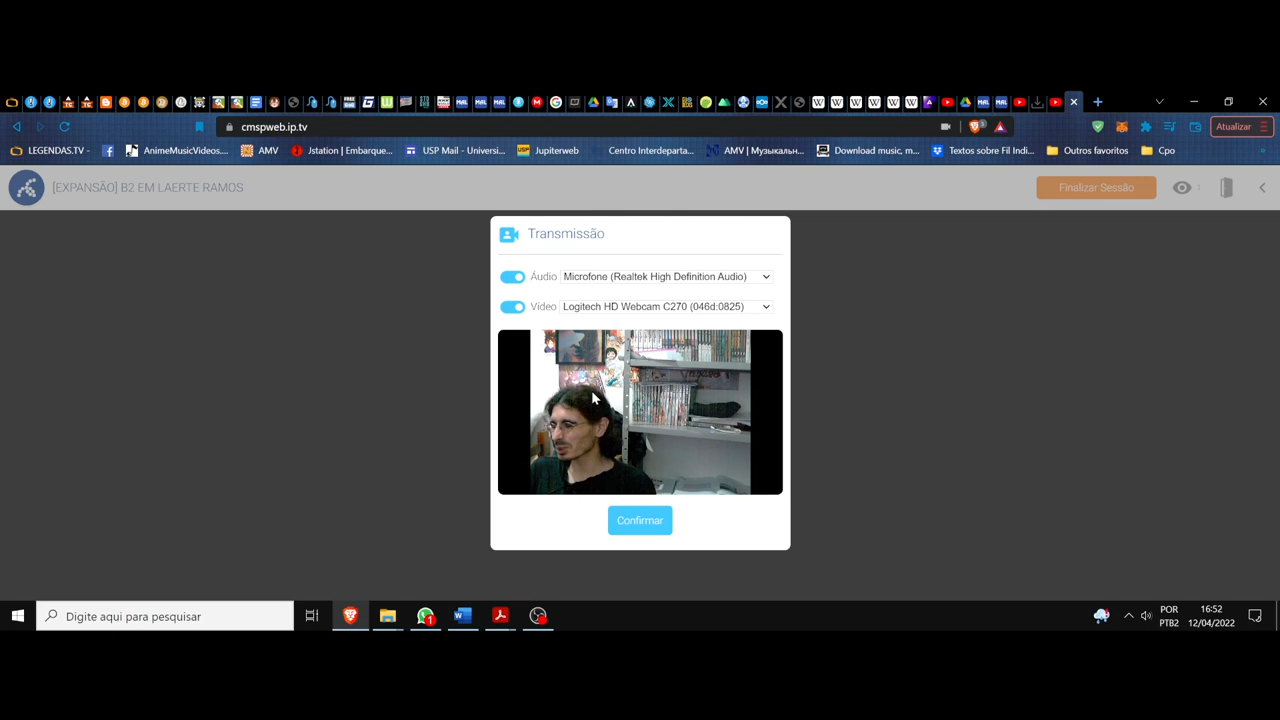 cmspweb.ip.tv
Atualizar
LEGENDAS.TV -
AnimeMusicVideos....
AMV
Jstation | Embarque...
USP Mail - Universi...
Jupiterweb
Centro Interdeparta...
AMV | Музыкальн...
Download music, m...
Textos sobre Fil Indi...
Outros favoritos
Cpo
[EXPANSÃO] B2 EM LAERTE RAMOS
Finalizar Sessão
1
Transmissão
Áudio Microfone (Realtek High Definition Audio)
Vídeo Logitech HD Webcam C270 (046d:0825)
Confirmar
Digite aqui para pesquisar
1
POR
PTB2
16:52
12/04/2022